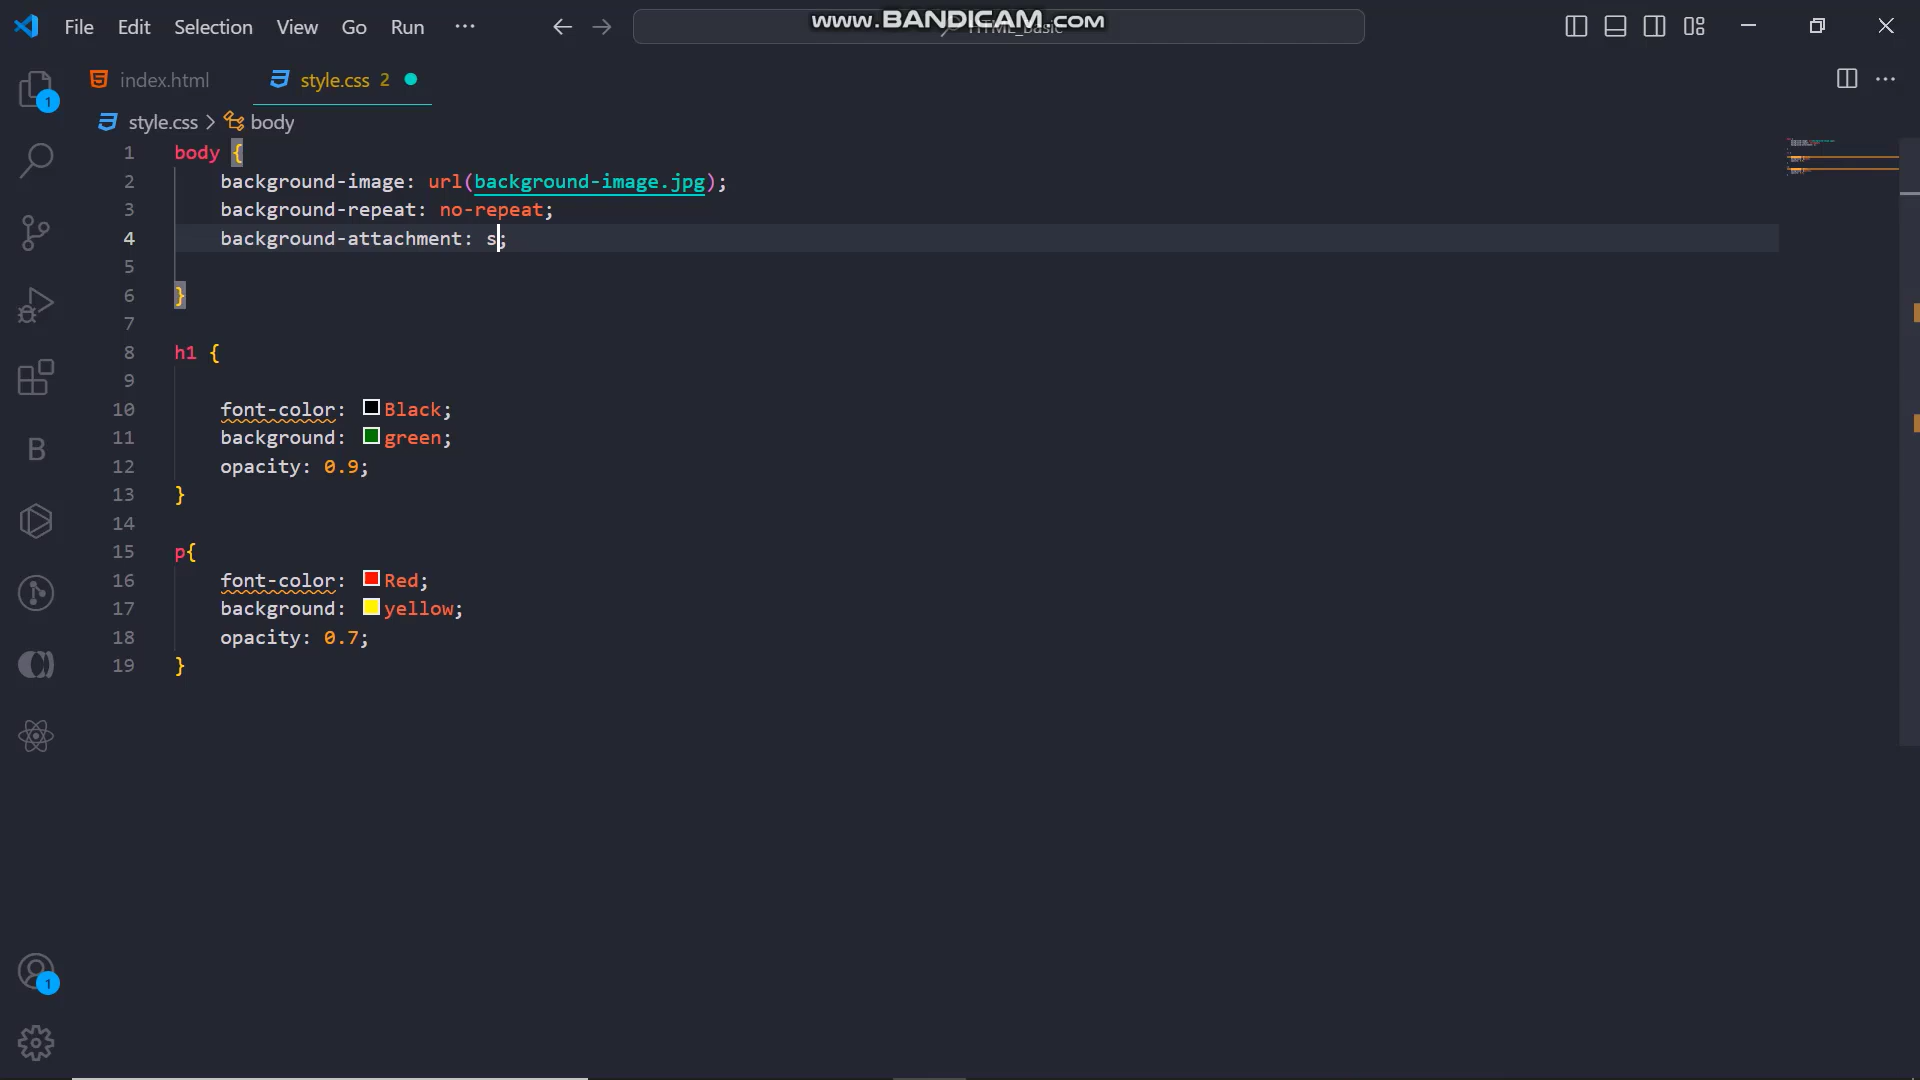 File Edit Selection View Go Run ···
www.BANDICAM.com
HTML_Basic
index.html
style.css 2
style.css > body
1 body {
2 background-image: url(background-image.jpg);
3 background-repeat: no-repeat;
4 background-attachment: s;
5
6 }
7
8 h1 {
9
10 font-color: Black;
11 background: green;
12 opacity: 0.9;
13 }
14
15 p{
16 font-color: Red;
17 background: yellow;
18 opacity: 0.7;
19 }
1
B
1